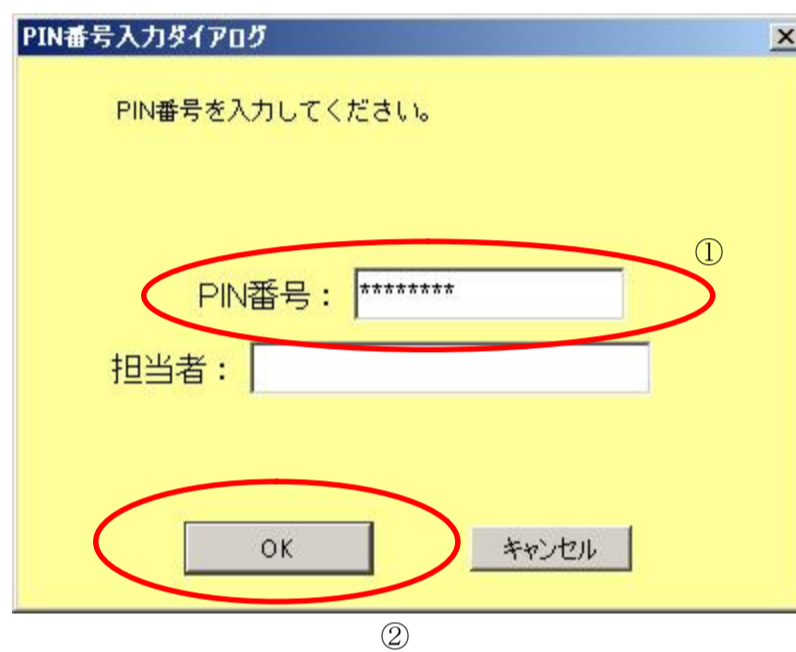 PIN番号入力ダイアログ
PIN番号を入力してください。
①
PIN番号： ********
担当者：
OK キャンセル
②